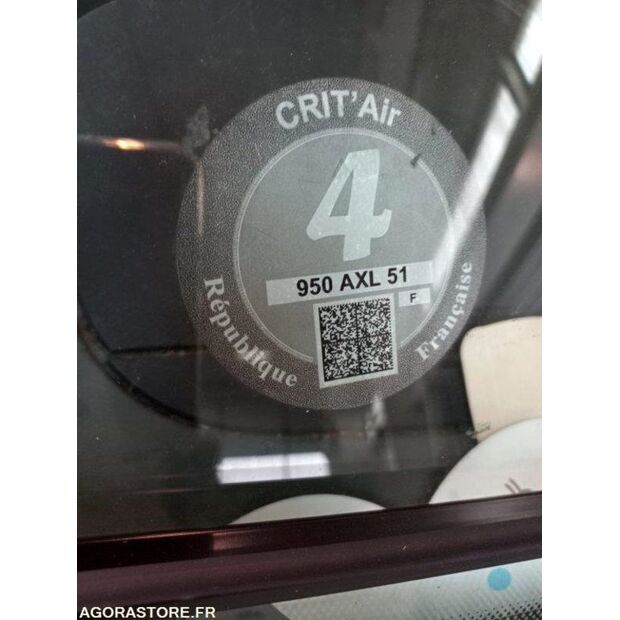 CRIT'Air
4
950 AXL 51
F
République Française
AGORASTORE.FR